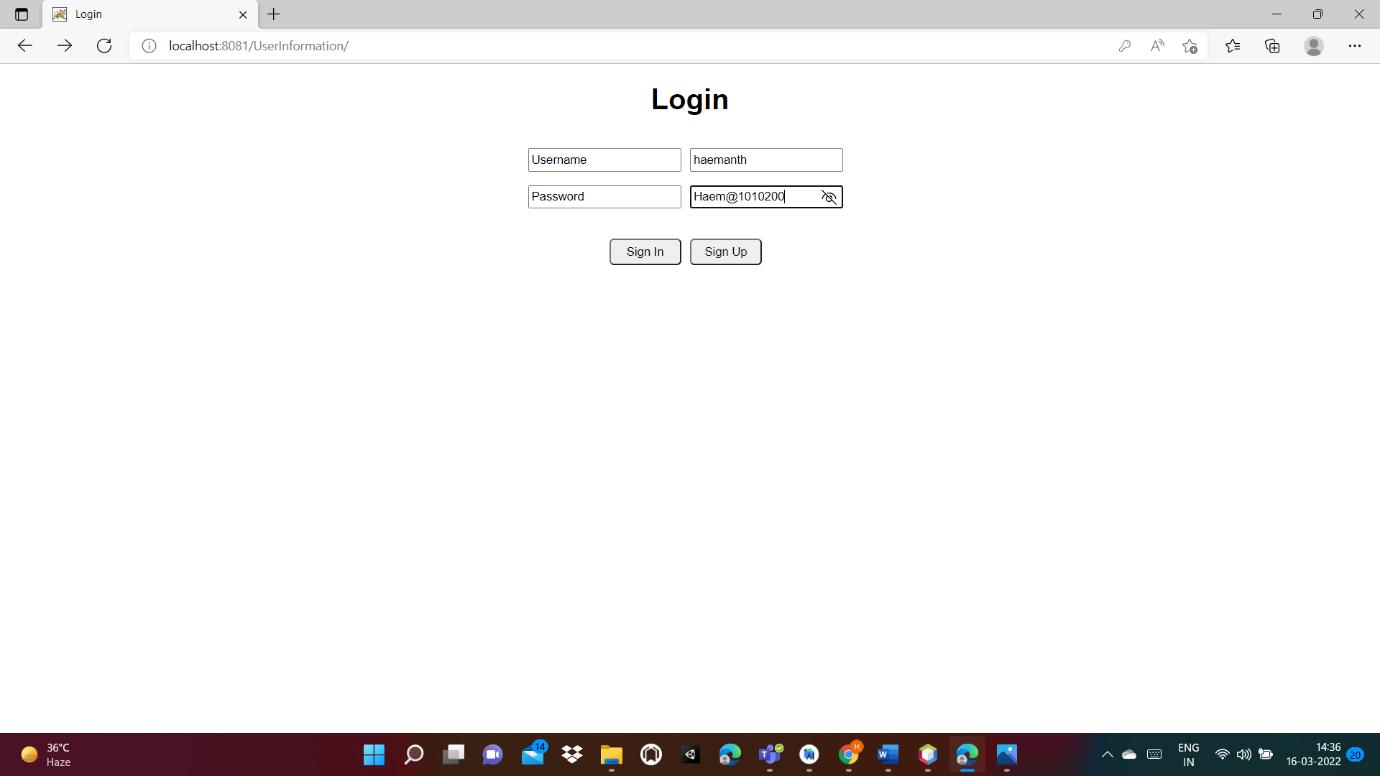 Login
localhost:8081/UserInformation/
Login
Username haemanth
Password Haem@1010200
Sign In Sign Up
36°C
Haze
14
H
W
ENG
IN
14:36
16-03-2022
20